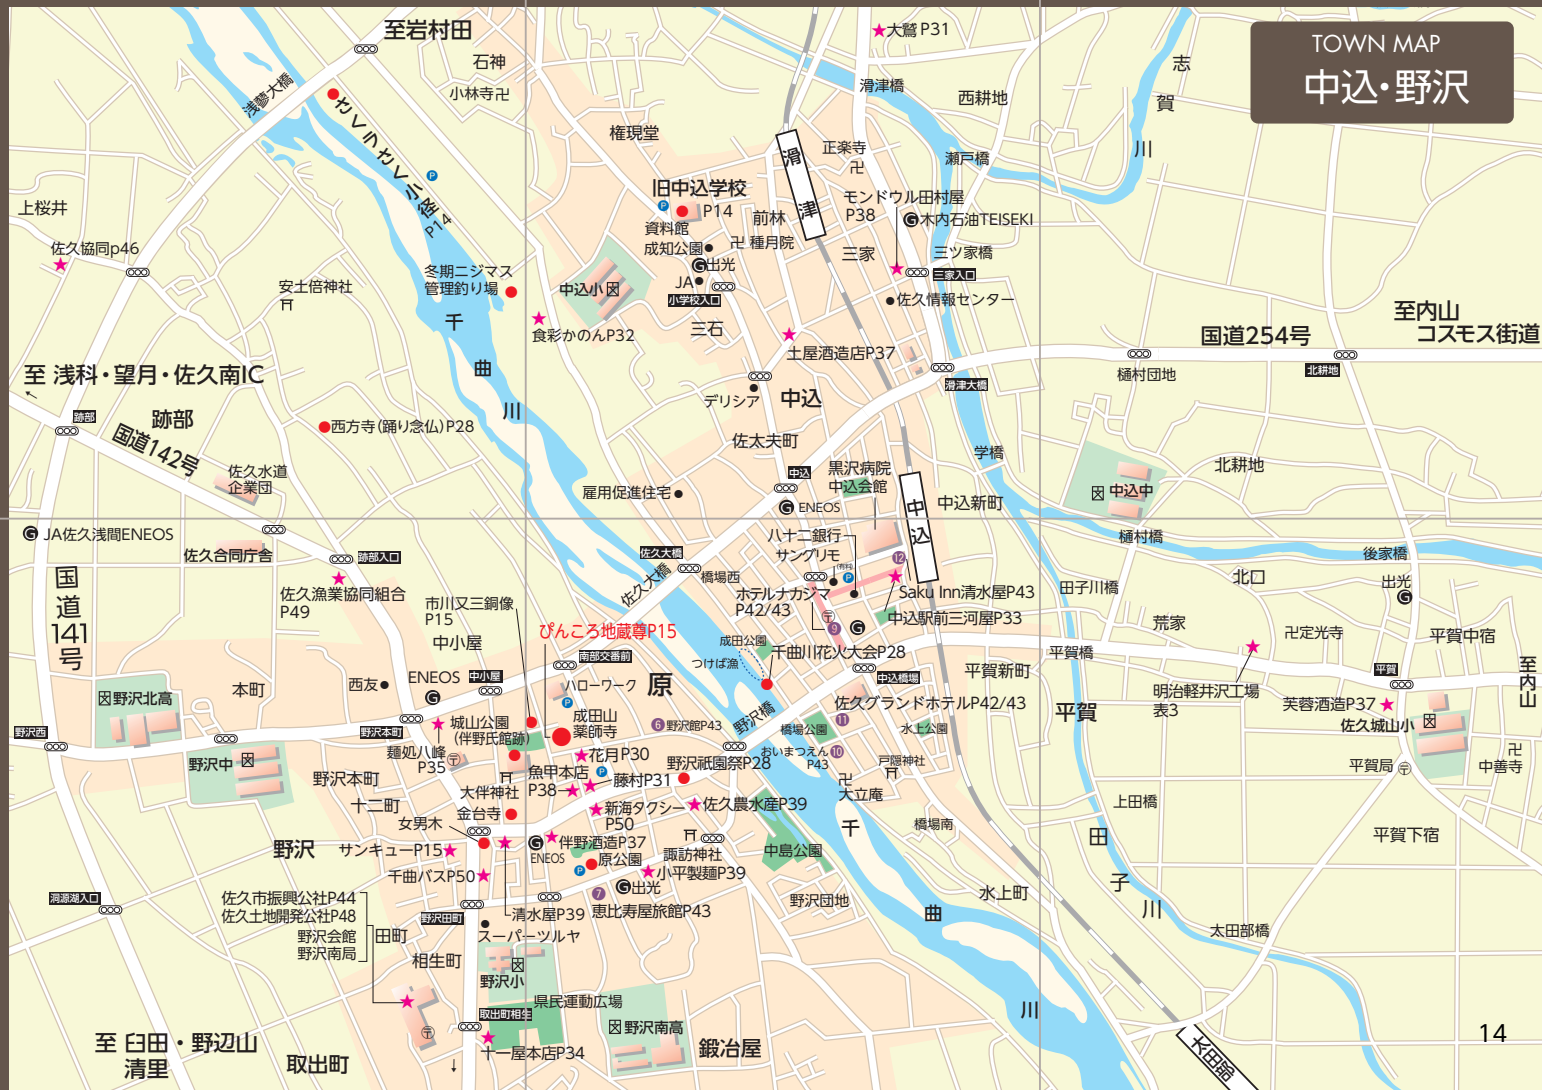 TOWN MAP
中込・野沢
至岩村田
石神
小林寺卍
浅蓼大橋
さくらさく小径
P14
P
上桜井
佐久協同p46
安土倍神社
冬期ニジマス
管理釣り場
千
曲
川
食彩かのんP32
権現堂
旧中込学校
P
P14
資料館
成知公園
G出光
JA
小学校入口
中込小
三石
前林
卍 種月院
滑津
正楽寺
卍
大鷲 P31
滑津橋
西耕地
瀬戸橋
志
賀
川
モンドウル田村屋
P38
G木内石油TEISEKI
三家
三ツ家橋
三家入口
佐久情報センター
土屋酒造店P37
至内山
コスモス街道
国道254号
樋村団地
北耕地
滑津大橋
デリシア
中込
佐太夫町
学橋
北耕地
中込中
至 浅科・望月・佐久南IC
←
跡部
跡部
国道142号
西方寺(踊り念仏)P28
佐久水道
企業団
雇用促進住宅
中込
黒沢病院
中込会館
中込
中込新町
G ENEOS
八十二銀行
サングリモ
(有料)
P
12
樋村橋
後家橋
G JA佐久浅間ENEOS
佐久合同庁舎
跡部入口
佐久漁業協同組合
P49
国道141号
佐久大橋
佐久大橋
橋場西
ホテルナカジマ
P42/43
〒
9
G
Saku Inn清水屋P43
中込駅前三河屋P33
田子川橋
北口
出光
G
市川又三銅像
P15
中小屋
ぴんころ地蔵尊P15
南部交番前
成田公園
つけば漁
千曲川花火大会P28
荒家
卍定光寺
平賀橋
平賀中宿
至内山
ENEOS
G
中小屋
西友
本町
野沢北高
ハローワーク
原
P
中込橋場
平賀新町
平賀
明治軽井沢工場
表3
芙蓉酒造P37
平賀
佐久城山小
野沢西
野沢本町
城山公園
(伴野氏館跡)
成田山
薬師寺
6 野沢館P43
野沢橋
佐久グランドホテルP42/43
橋場公園
11
水上公園
野沢中
麺処八峰
P35
〒
花月P30
魚甲本店
P38
P
藤村P31
野沢祇園祭P28
おいまつえん10
P43
戸隠神社
平賀局
〒
卍
中善寺
野沢本町
十二町
大伴神社
金台寺
女男木
新海タクシー
P50
佐久農水産P39
卍
大立庵
千
橋場南
上田橋
平賀下宿
野沢
サンキューP15
G
ENEOS
伴野酒造P37
諏訪神社
中島公園
田
子
川
千曲バスP50
原公園
P
小平製麺P39
7
G出光
野沢団地
水上町
洞源湖入口
佐久市振興公社P44
佐久土地開発公社P48
野沢会館
野沢南局
田町
野沢田町
清水屋P39
恵比寿屋旅館P43
曲
太田部橋
スーパーツルヤ
相生町
野沢小
県民運動広場
川
〒
取出町相生
野沢南高
至 臼田・野辺山
清里
取出町
↓
十一屋本店P34
鍛冶屋
太田部
14